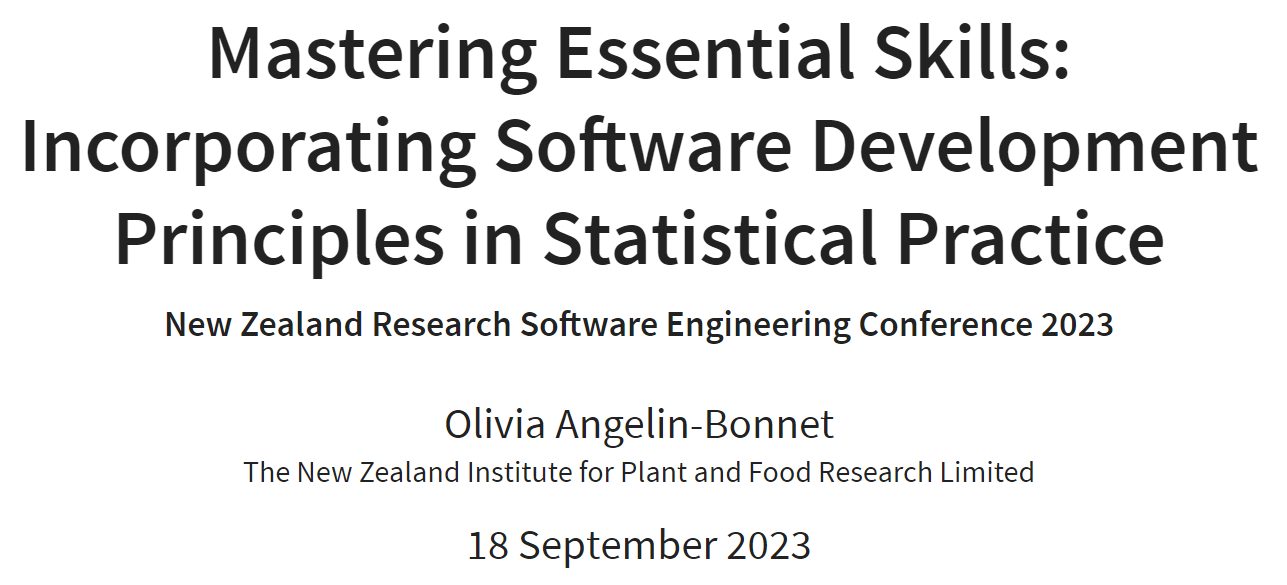 Mastering Essential Skills:
Incorporating Software Development
Principles in Statistical Practice
New Zealand Research Software Engineering Conference 2023
Olivia Angelin-Bonnet
The New Zealand Institute for Plant and Food Research Limited
18 September 2023